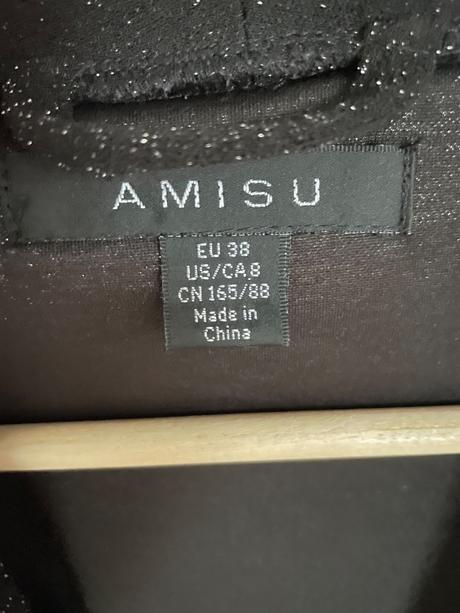 AMISU
EU 38
US/CA 8
CN 165/88
Made in
China